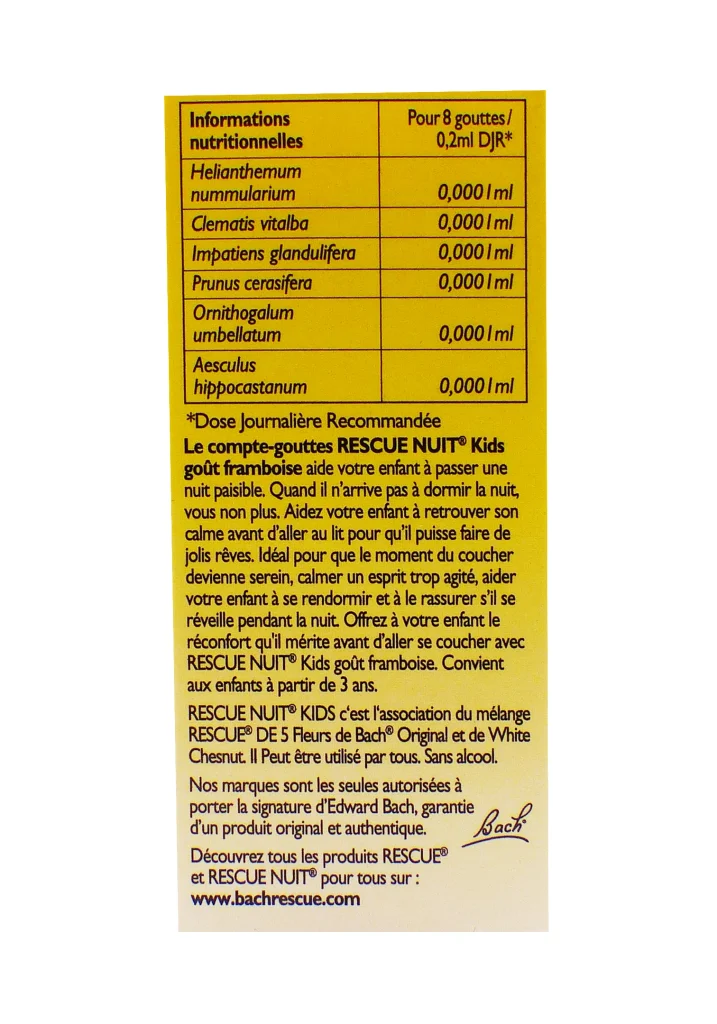 Informations
nutritionnelles
Pour 8 gouttes/
0,2ml DJR*
Helianthemum
nummularium 0,0001ml
Clematis vitalba 0,0001ml
Impatiens glandulifera 0,0001ml
Prunus cerasifera 0,0001ml
Ornithogalum
umbellatum 0,0001ml
Aesculus
hippocastanum 0,0001ml
*Dose Journalière Recommandée
Le compte-gouttes RESCUE NUIT® Kids
goût framboise aide votre enfant à passer une
nuit paisible. Quand il n'arrive pas à dormir la nuit,
vous non plus. Aidez votre enfant à retrouver son
calme avant d'aller au lit pour qu'il puisse faire de
jolis rêves. Idéal pour que le moment du coucher
devienne serein, calmer un esprit trop agité, aider
votre enfant à se rendormir et à le rassurer s'il se
réveille pendant la nuit. Offrez à votre enfant le
réconfort qu'il mérite avant d'aller se coucher avec
RESCUE NUIT® Kids goût framboise. Convient
aux enfants à partir de 3 ans.
RESCUE NUIT® KIDS c'est l'association du mélange
RESCUE® DE 5 Fleurs de Bach® Original et de White
Chesnut. Il Peut être utilisé par tous. Sans alcool.
Nos marques sont les seules autorisées à
porter la signature d'Edward Bach, garantie
d'un produit original et authentique.
Bach®
Découvrez tous les produits RESCUE®
et RESCUE NUIT® pour tous sur :
www.bachrescue.com